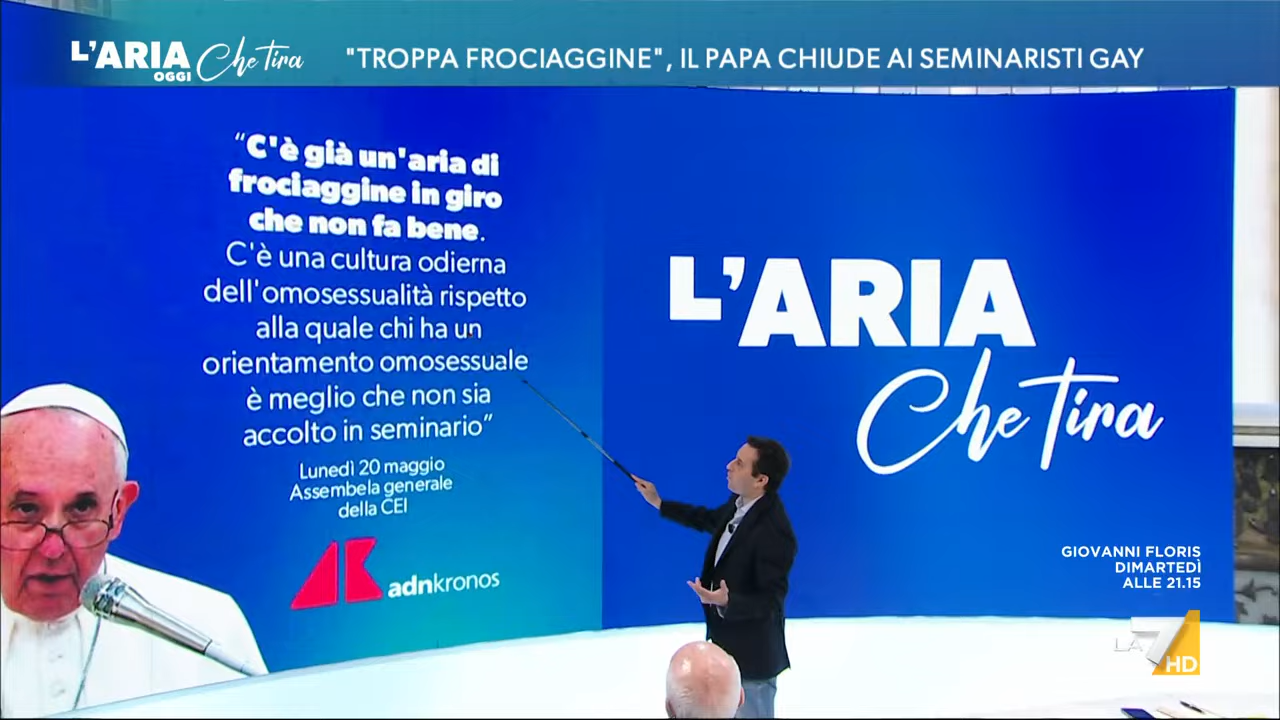 L'ARIA
OGGI
Che tira
"TROPPA FROCIAGGINE", IL PAPA CHIUDE AI SEMINARISTI GAY
"C'è già un'aria di
frociaggine in giro
che non fa bene.
C'è una cultura odierna
dell'omosessualità rispetto
alla quale chi ha un
orientamento omosessuale
è meglio che non sia
accolto in seminario"
Lunedì 20 maggio
Assembela generale
della CEI
adnkronos
L'ARIA
Che tira
GIOVANNI FLORIS
DIMARTEDÌ
ALLE 21.15
LA 7 HD